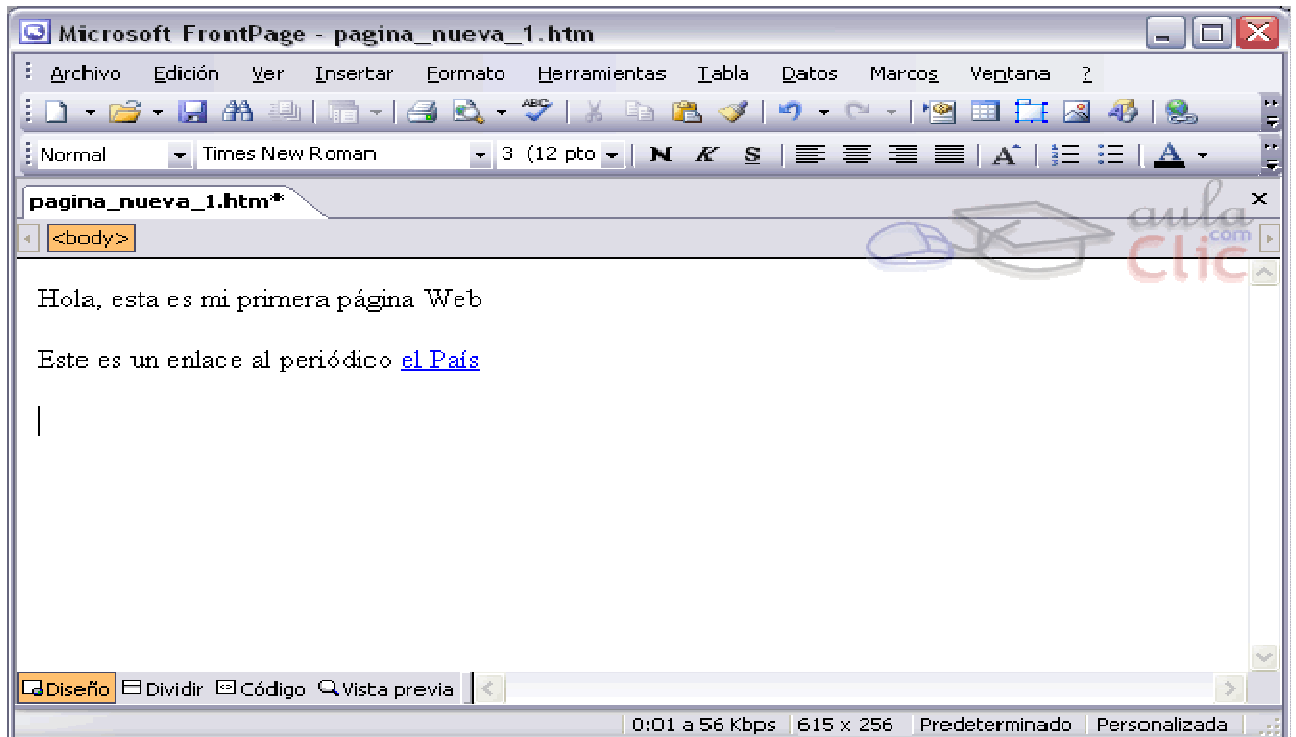 Microsoft FrontPage - pagina_nueva_1.htm
Archivo Edición Ver Insertar Formato Herramientas Tabla Datos Marcos Ventana ?
ABC
Normal Times New Roman 3 (12 pto N K S A A
pagina_nueva_1.htm*
<body>
aula
.com
Clic
Hola, esta es mi primera página Web
Este es un enlace al periódico el País
Diseño Dividir Código Vista previa
0:01 a 56 Kbps 615 x 256 Predeterminado Personalizada